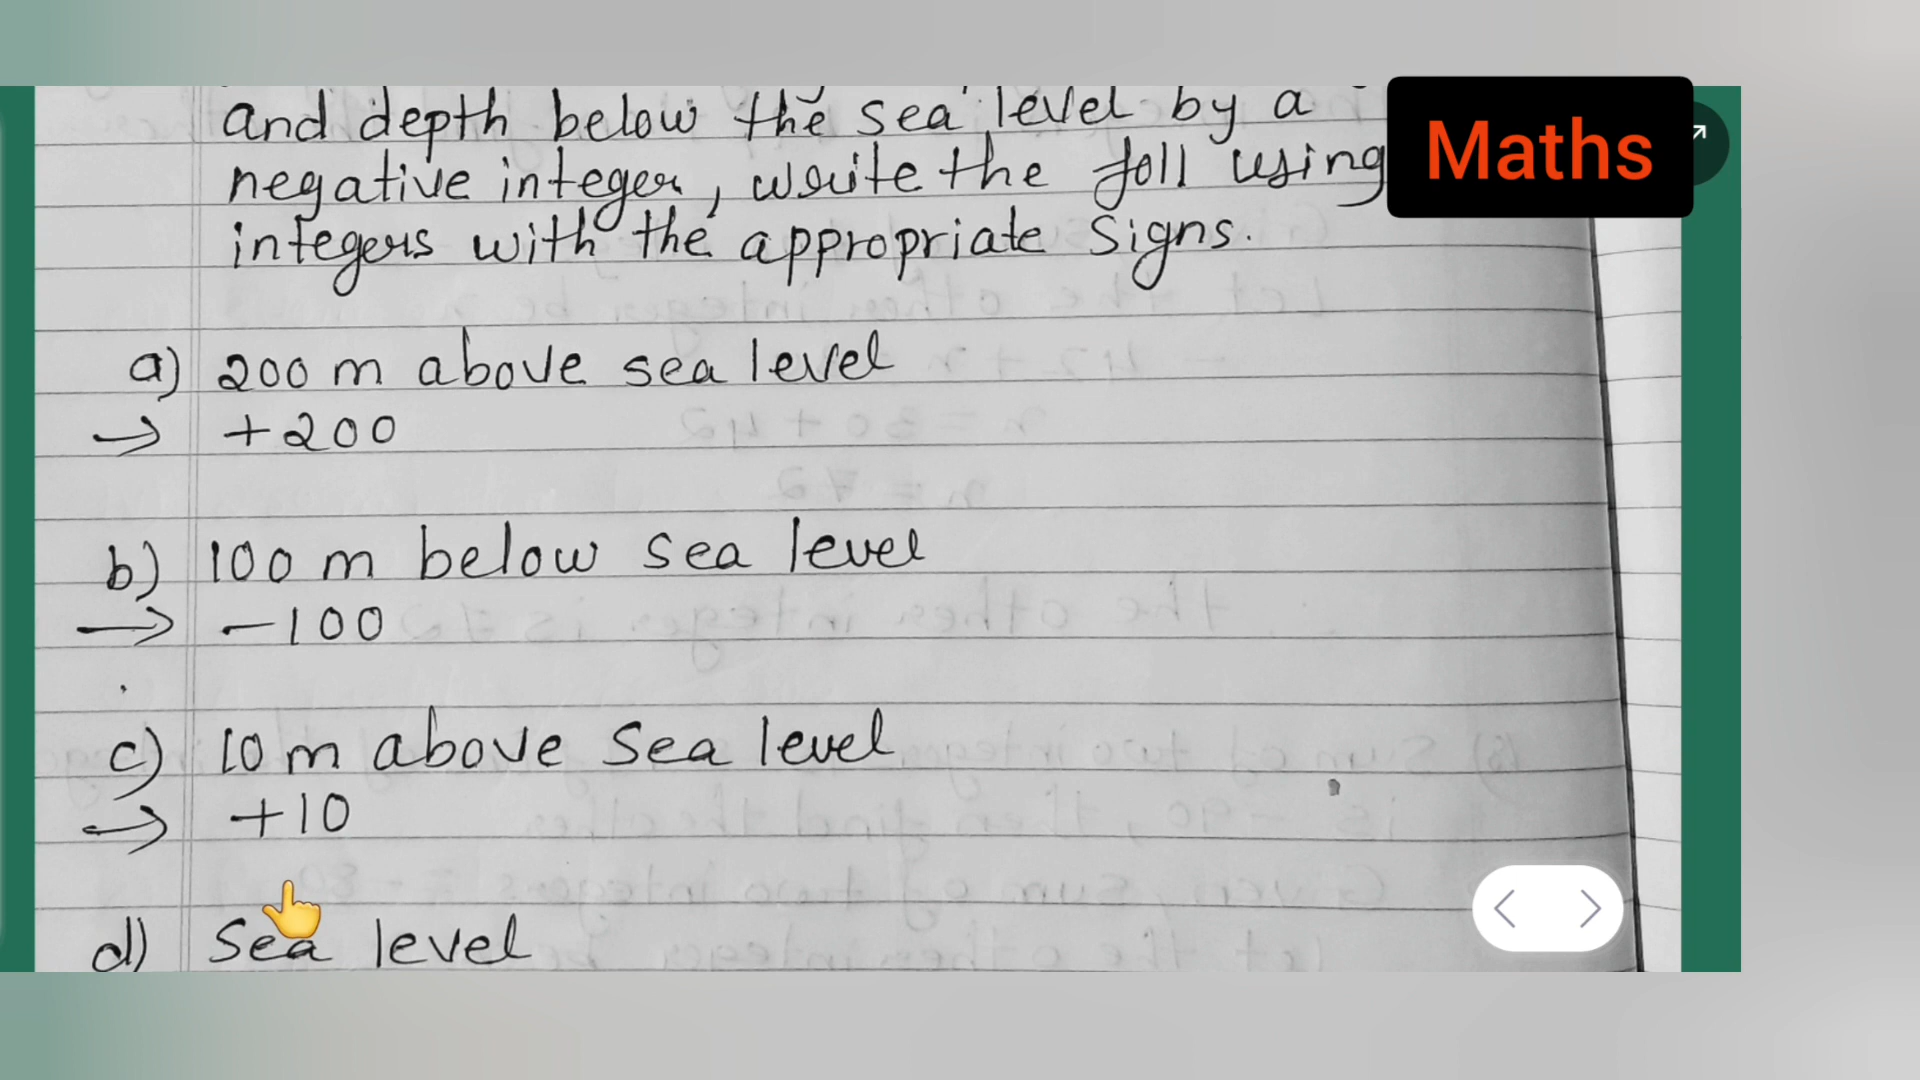 and depth below the sea level by a
negative integer, write the foll using
integers with the appropriate signs.
Maths
a) 200 m above sea level
→ +200
b) 100 m below sea level
→ -100
c) 10 m above sea level
→ +10
d) Sea level